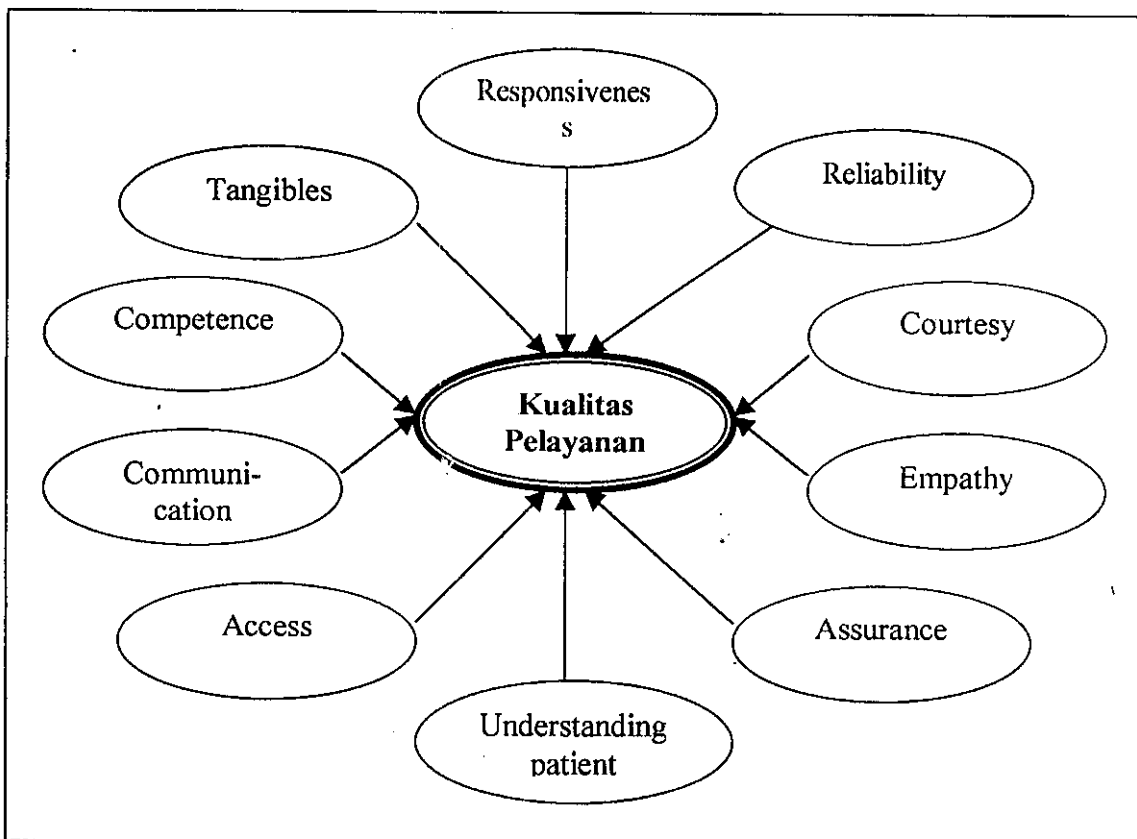 Responsivenes
s
Tangibles
Reliability
Competence
Courtesy
Kualitas
Pelayanan
Communi-
cation
Empathy
Access
Assurance
Understanding
patient